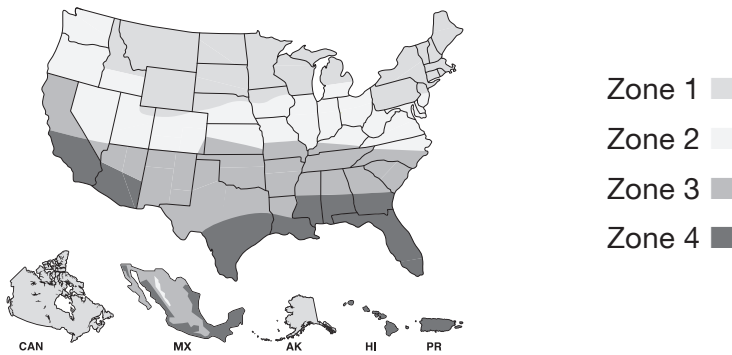 Zone 1
Zone 2
Zone 3
Zone 4
CAN MX AK HI PR